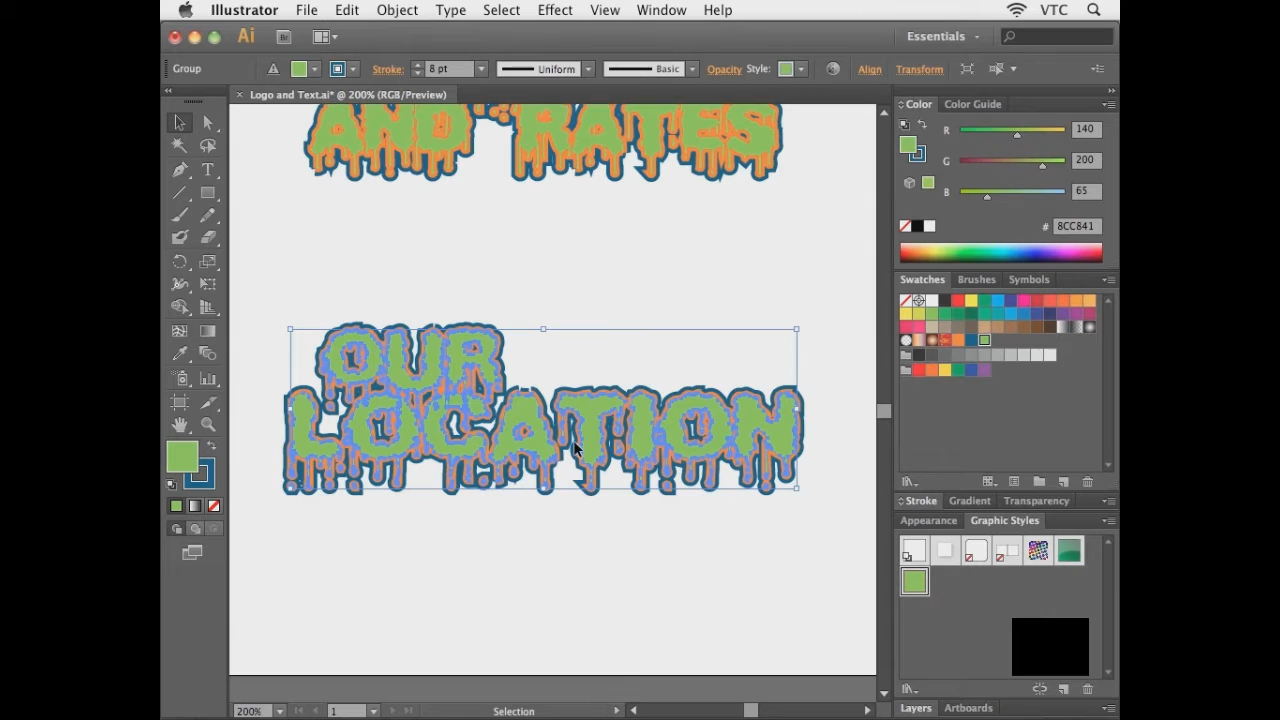 Illustrator File Edit Object Type Select Effect View Window Help VTC
Ai Br Essentials
Group Stroke: 8 pt Uniform Basic Opacity Style: Align Transform
× Logo and Text.ai* @ 200% (RGB/Preview)
Color Color Guide
R 140
G 200
B 65
# 8CC841
AND RATES
Swatches Brushes Symbols
OUR
LOCATION
Stroke Gradient Transparency
Appearance Graphic Styles
Layers Artboards
200% 1 Selection